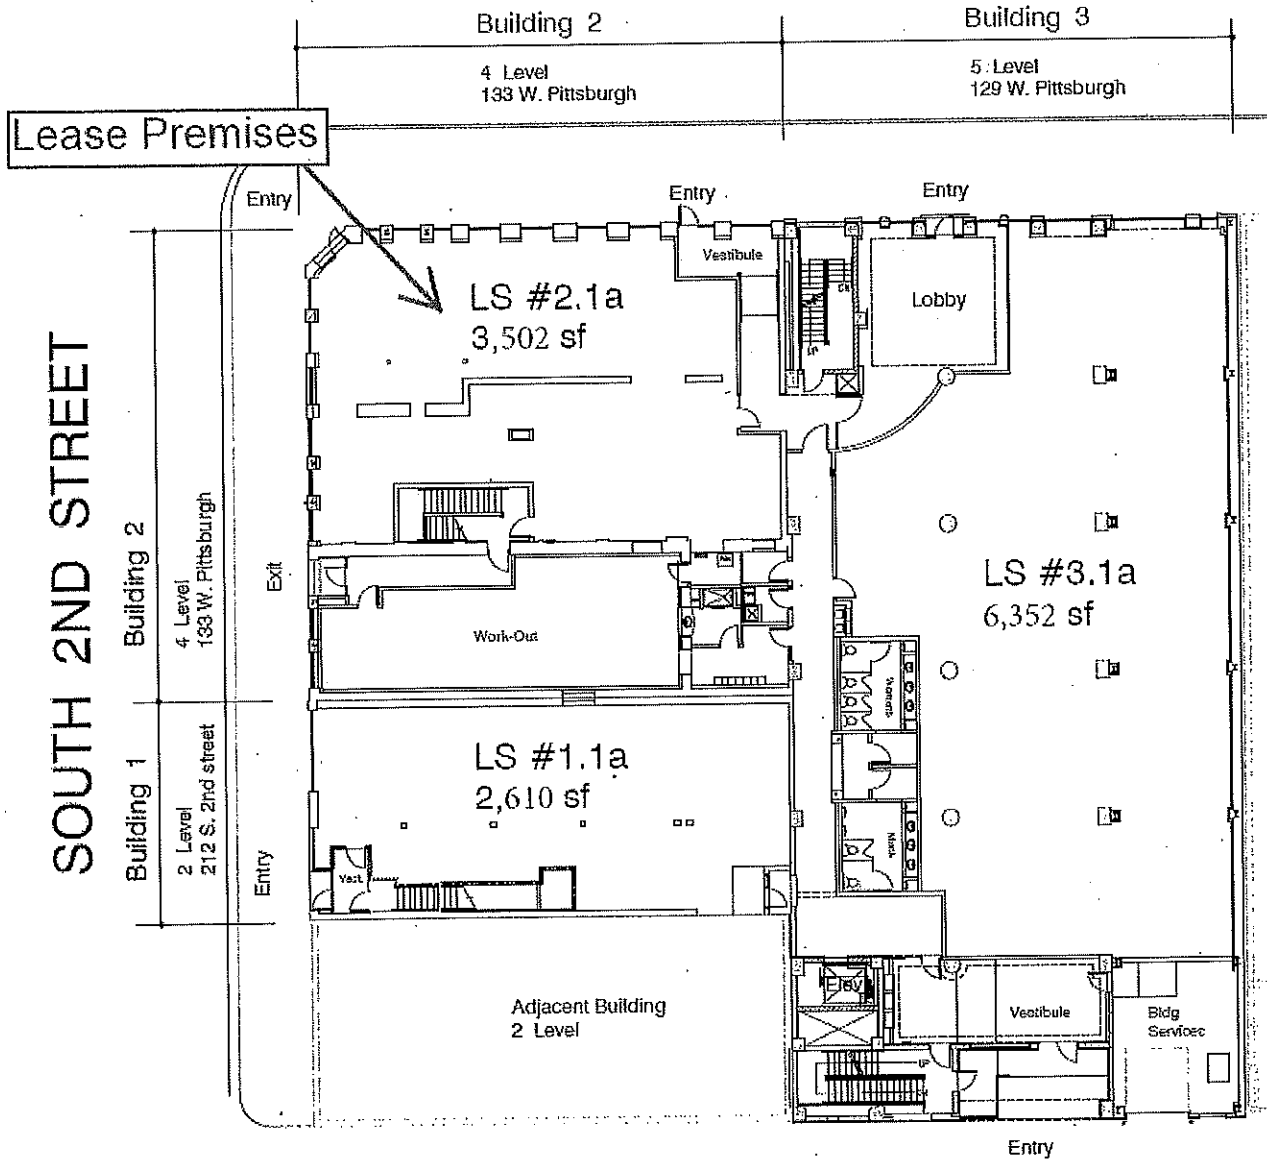 Building 2
Building 3
4 Level
133 W. Pittsburgh
5 Level
129 W. Pittsburgh
Lease Premises
Entry
Entry
Entry
Vestibule
LS #2.1a
3,502 sf
Lobby
SOUTH 2ND STREET
Building 2
4 Level
133 W. Pittsburgh
Exit
LS #3.1a
6,352 sf
Work-Out
Women's
Building 1
2 Level
212 S. 2nd street
Entry
LS #1.1a
2,610 sf
Vest.
Men's
Elev
Adjacent Building
2 Level
Vestibule
Bldg
Services
Entry